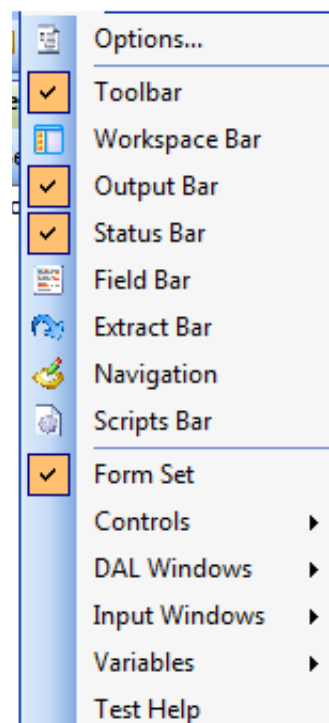 Options...
Toolbar
Workspace Bar
Output Bar
Status Bar
Field Bar
Extract Bar
Navigation
Scripts Bar
Form Set
Controls
DAL Windows
Input Windows
Variables
Test Help